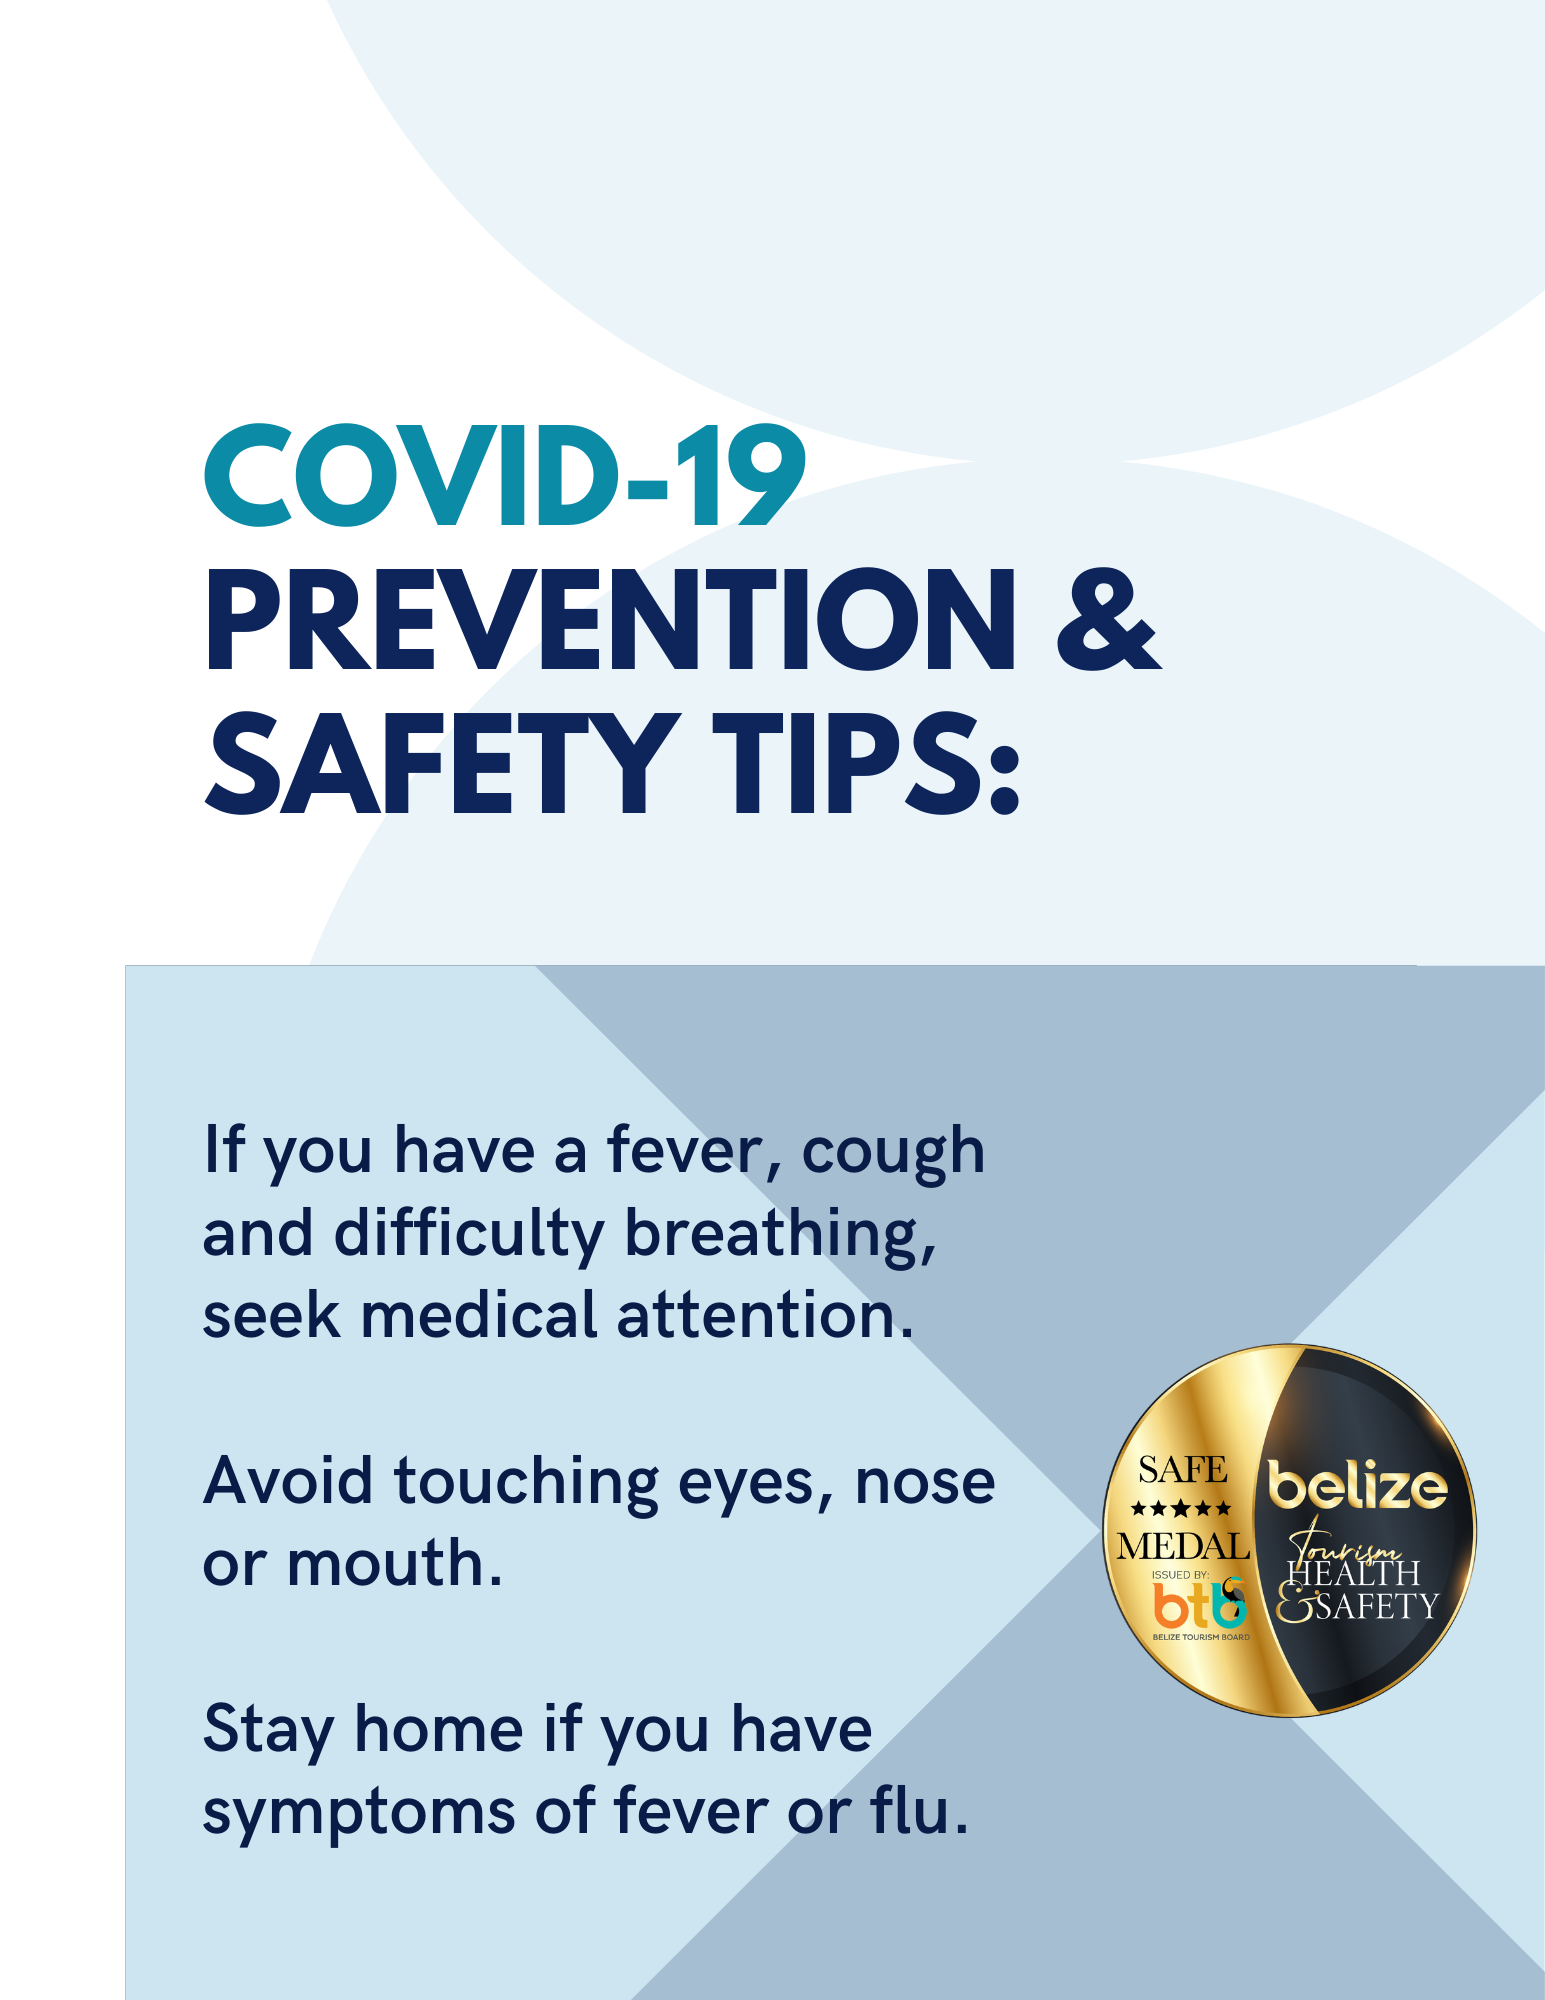 COVID-19
PREVENTION &
SAFETY TIPS:
If you have a fever, cough
and difficulty breathing,
seek medical attention.
Avoid touching eyes, nose
or mouth.
Stay home if you have
symptoms of fever or flu.
SAFE
MEDAL
ISSUED BY:
btb
BELIZE TOURISM BOARD
belize
Tourism
HEALTH
& SAFETY